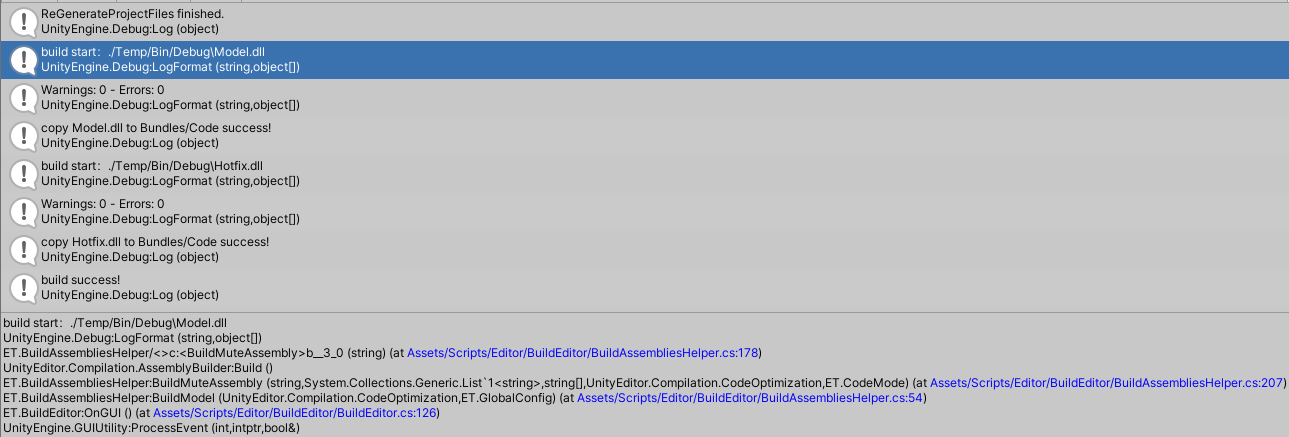 ReGenerateProjectFiles finished.
UnityEngine.Debug:Log (object)
build start：./Temp/Bin/Debug\Model.dll
UnityEngine.Debug:LogFormat (string,object[])
Warnings: 0 - Errors: 0
UnityEngine.Debug:LogFormat (string,object[])
copy Model.dll to Bundles/Code success!
UnityEngine.Debug:Log (object)
build start：./Temp/Bin/Debug\Hotfix.dll
UnityEngine.Debug:LogFormat (string,object[])
Warnings: 0 - Errors: 0
UnityEngine.Debug:LogFormat (string,object[])
copy Hotfix.dll to Bundles/Code success!
UnityEngine.Debug:Log (object)
build success!
UnityEngine.Debug:Log (object)
build start：./Temp/Bin/Debug\Model.dll
UnityEngine.Debug:LogFormat (string,object[])
ET.BuildAssembliesHelper/<>c:<BuildMuteAssembly>b__3_0 (string) (at Assets/Scripts/Editor/BuildEditor/BuildAssembliesHelper.cs:178)
UnityEditor.Compilation.AssemblyBuilder:Build ()
ET.BuildAssembliesHelper:BuildMuteAssembly (string,System.Collections.Generic.List`1<string>,string[],UnityEditor.Compilation.CodeOptimization,ET.CodeMode) (at Assets/Scripts/Editor/BuildEditor/BuildAssembliesHelper.cs:207)
ET.BuildAssembliesHelper:BuildModel (UnityEditor.Compilation.CodeOptimization,ET.GlobalConfig) (at Assets/Scripts/Editor/BuildEditor/BuildAssembliesHelper.cs:54)
ET.BuildEditor:OnGUI () (at Assets/Scripts/Editor/BuildEditor/BuildEditor.cs:126)
UnityEngine.GUIUtility:ProcessEvent (int,intptr,bool&)